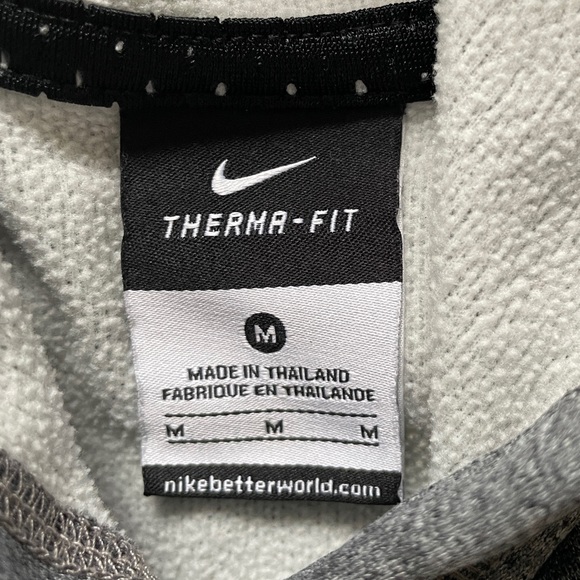 THERMA-FIT
M
MADE IN THAILAND
FABRIQUE EN THAILANDE
M M M
nikebetterworld.com